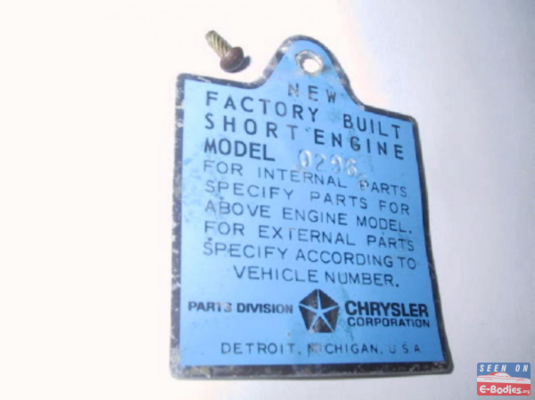 NEW
FACTORY BUILT
SHORT ENGINE
MODEL 0296
FOR INTERNAL PARTS
SPECIFY PARTS FOR
ABOVE ENGINE MODEL.
FOR EXTERNAL PARTS
SPECIFY ACCORDING TO
VEHICLE NUMBER.
PARTS DIVISION CHRYSLER
CORPORATION
DETROIT, MICHIGAN, U.S.A.
SEEN ON
E-Bodies.org